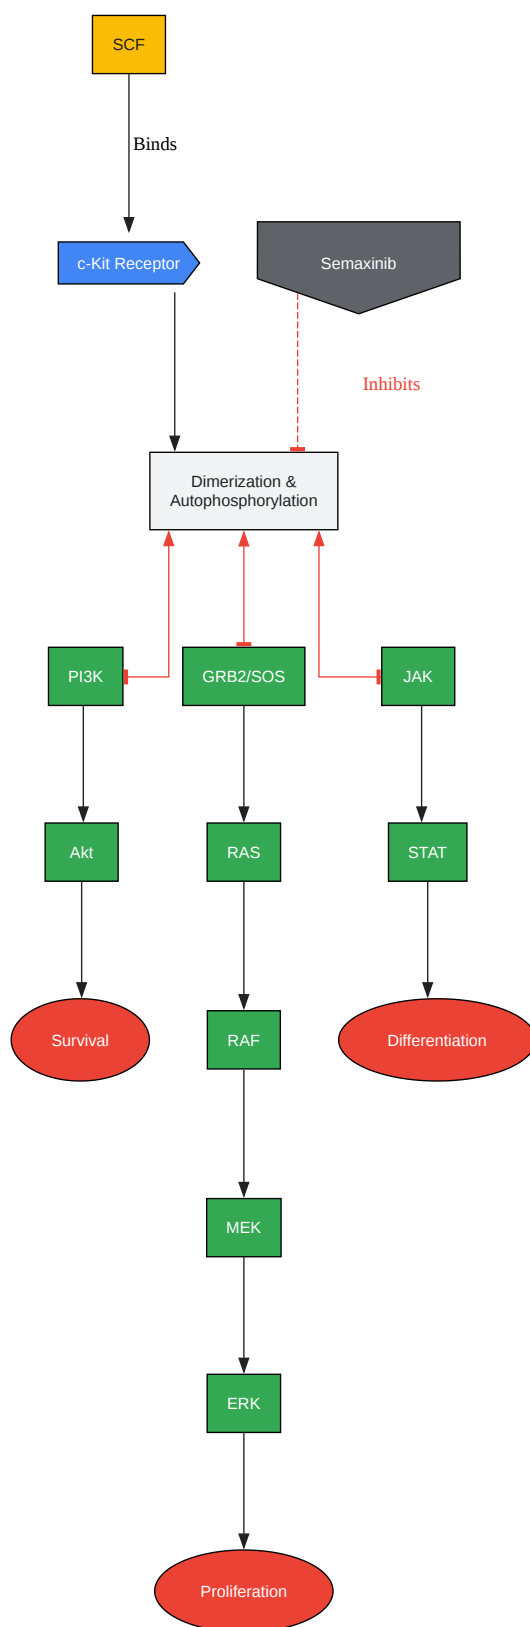 SCF
Binds
c-Kit Receptor
Semaxinib
Inhibits
Dimerization &
Autophosphorylation
PI3K
GRB2/SOS
JAK
Akt
RAS
STAT
Survival
RAF
Differentiation
MEK
ERK
Proliferation